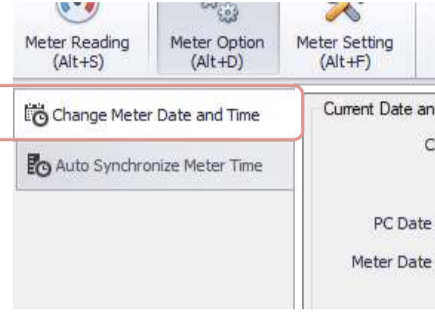 Meter Reading
(Alt+S)
Meter Option
(Alt+D)
Meter Setting
(Alt+F)
Change Meter Date and Time
Auto Synchronize Meter Time
Current Date an
C
PC Date
Meter Date